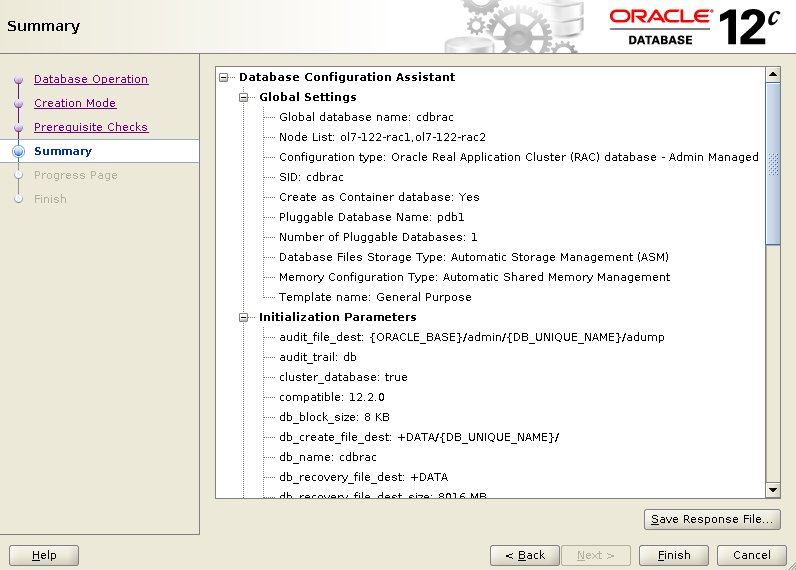 Summary
ORACLE
DATABASE
12c
Database Operation
Creation Mode
Prerequisite Checks
Summary
Progress Page
Finish
Database Configuration Assistant
Global Settings
Global database name: cdbrac
Node List: ol7-122-rac1,ol7-122-rac2
Configuration type: Oracle Real Application Cluster (RAC) database - Admin Managed
SID: cdbrac
Create as Container database: Yes
Pluggable Database Name: pdb1
Number of Pluggable Databases: 1
Database Files Storage Type: Automatic Storage Management (ASM)
Memory Configuration Type: Automatic Shared Memory Management
Template name: General Purpose
Initialization Parameters
audit_file_dest: {ORACLE_BASE}/admin/{DB_UNIQUE_NAME}/adump
audit_trail: db
cluster_database: true
compatible: 12.2.0
db_block_size: 8 KB
db_create_file_dest: +DATA/{DB_UNIQUE_NAME}/
db_name: cdbrac
db_recovery_file_dest: +DATA
db_recovery_file_dest_size: 8016 MB
Save Response File...
Help
< Back
Next >
Finish
Cancel